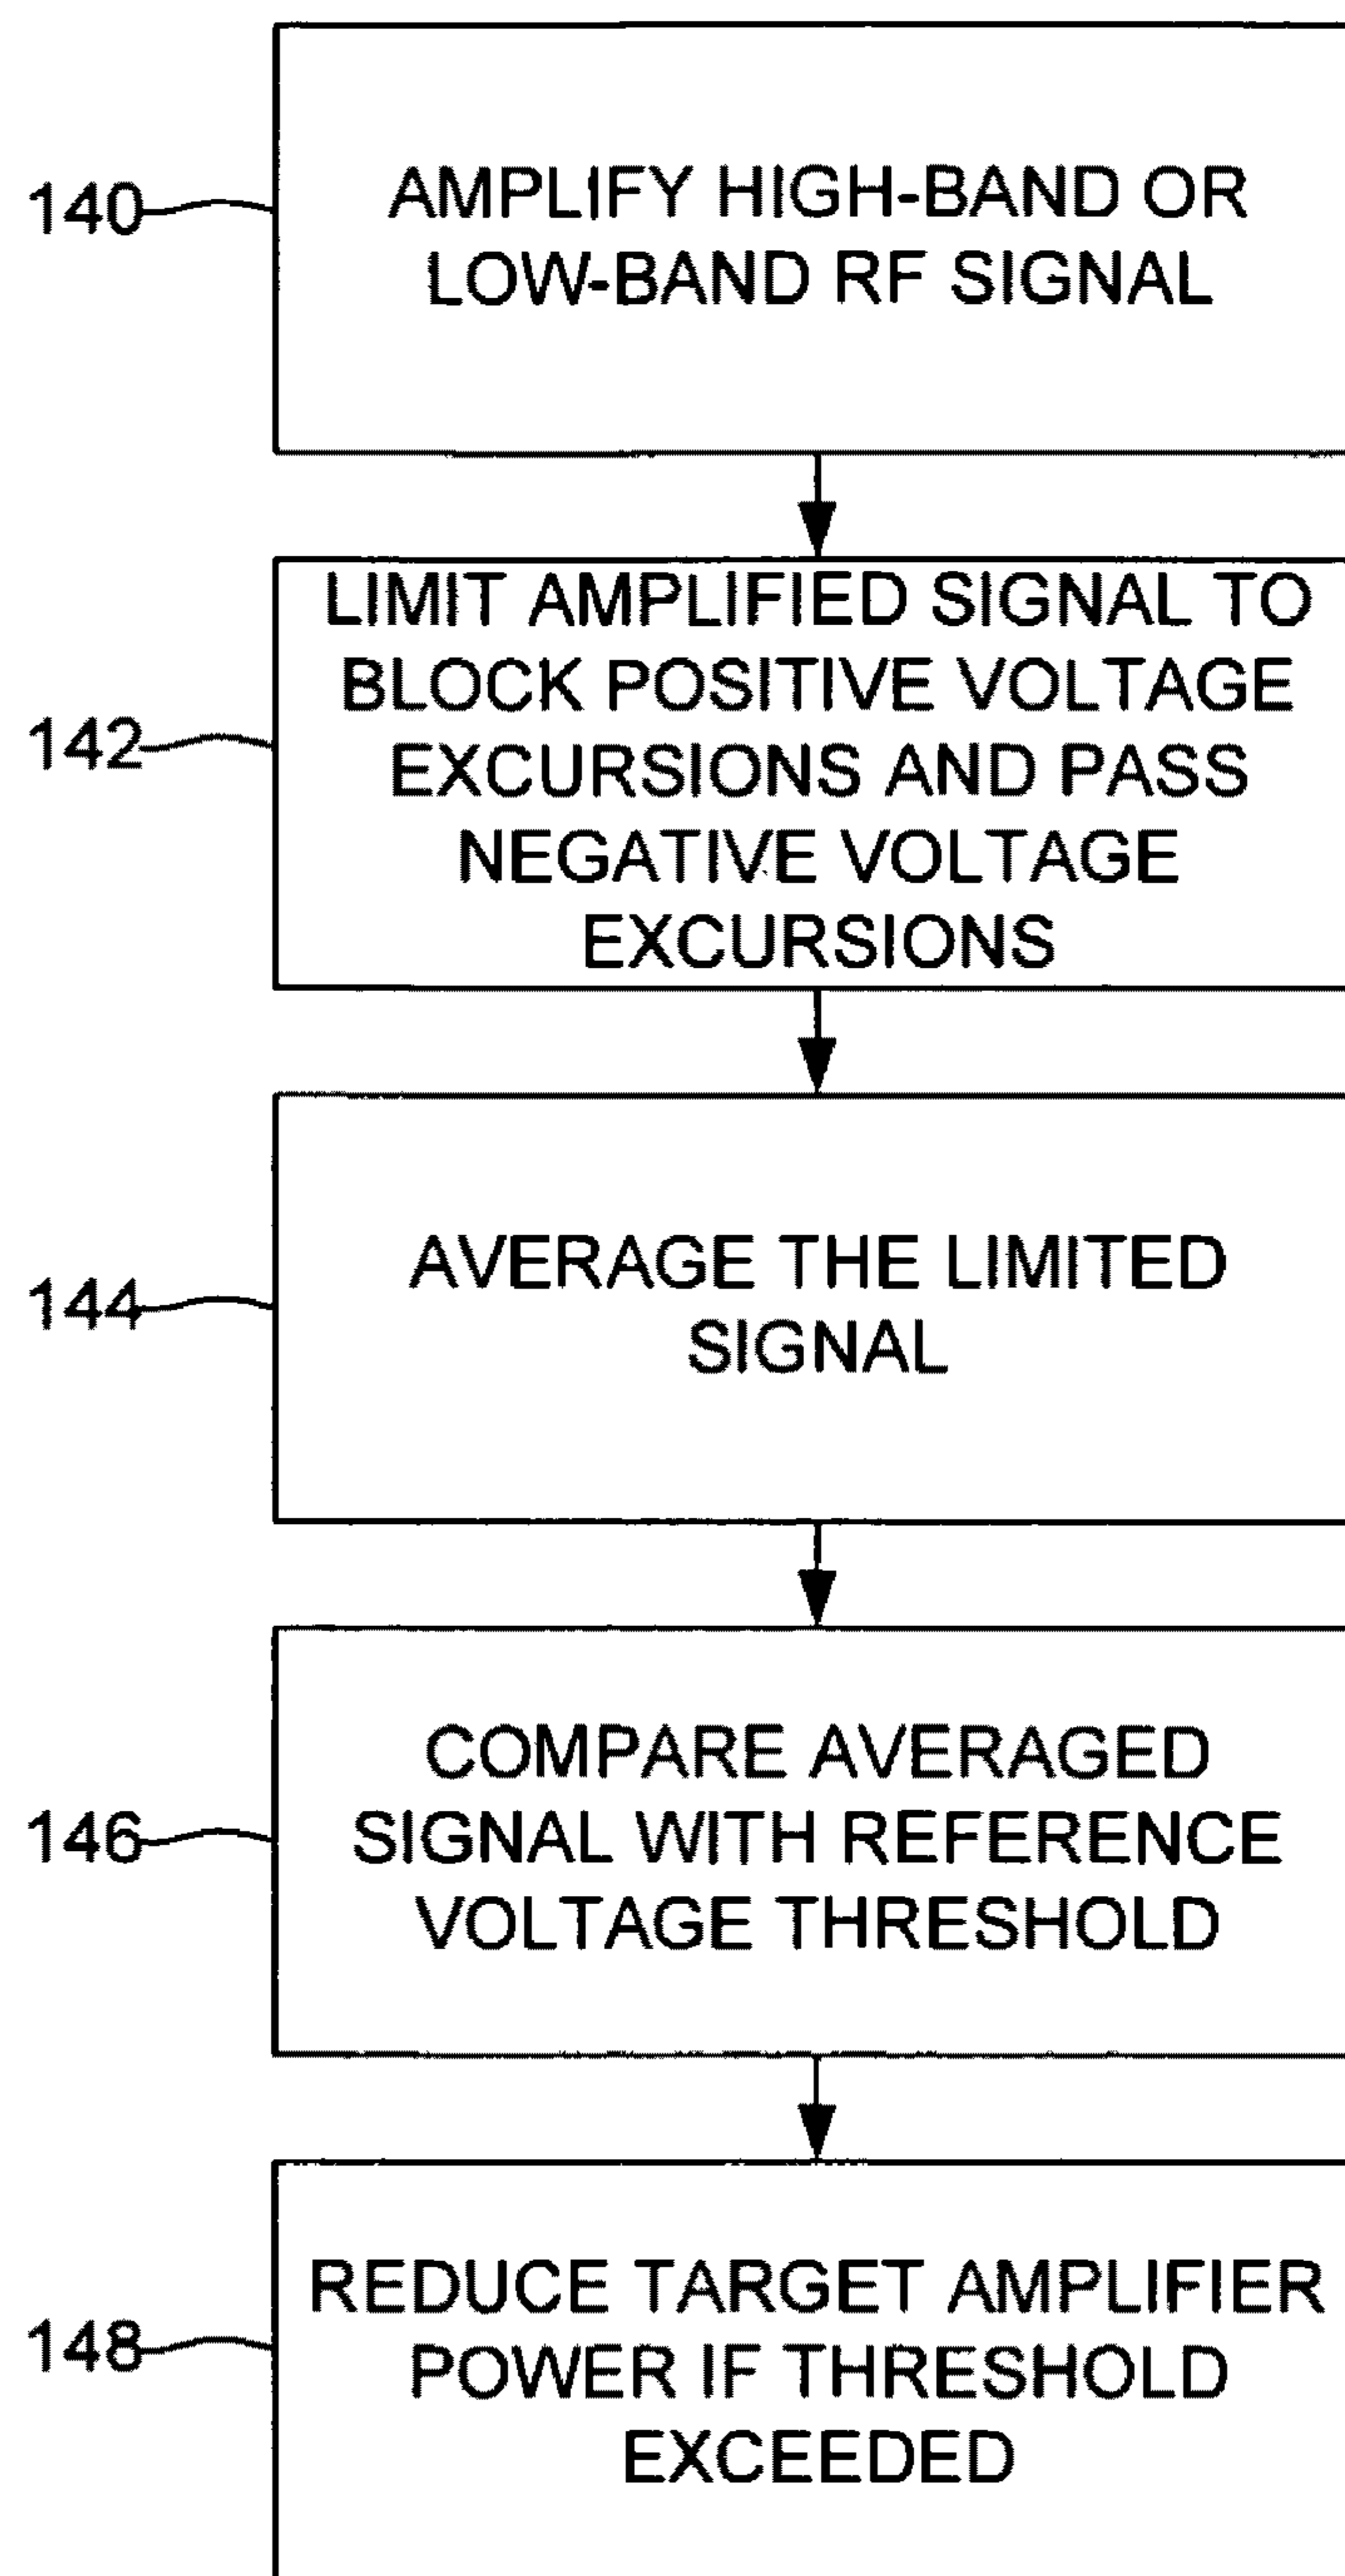 140
AMPLIFY HIGH-BAND OR
LOW-BAND RF SIGNAL
142
LIMIT AMPLIFIED SIGNAL TO
BLOCK POSITIVE VOLTAGE
EXCURSIONS AND PASS
NEGATIVE VOLTAGE
EXCURSIONS
144
AVERAGE THE LIMITED
SIGNAL
146
COMPARE AVERAGED
SIGNAL WITH REFERENCE
VOLTAGE THRESHOLD
148
REDUCE TARGET AMPLIFIER
POWER IF THRESHOLD
EXCEEDED